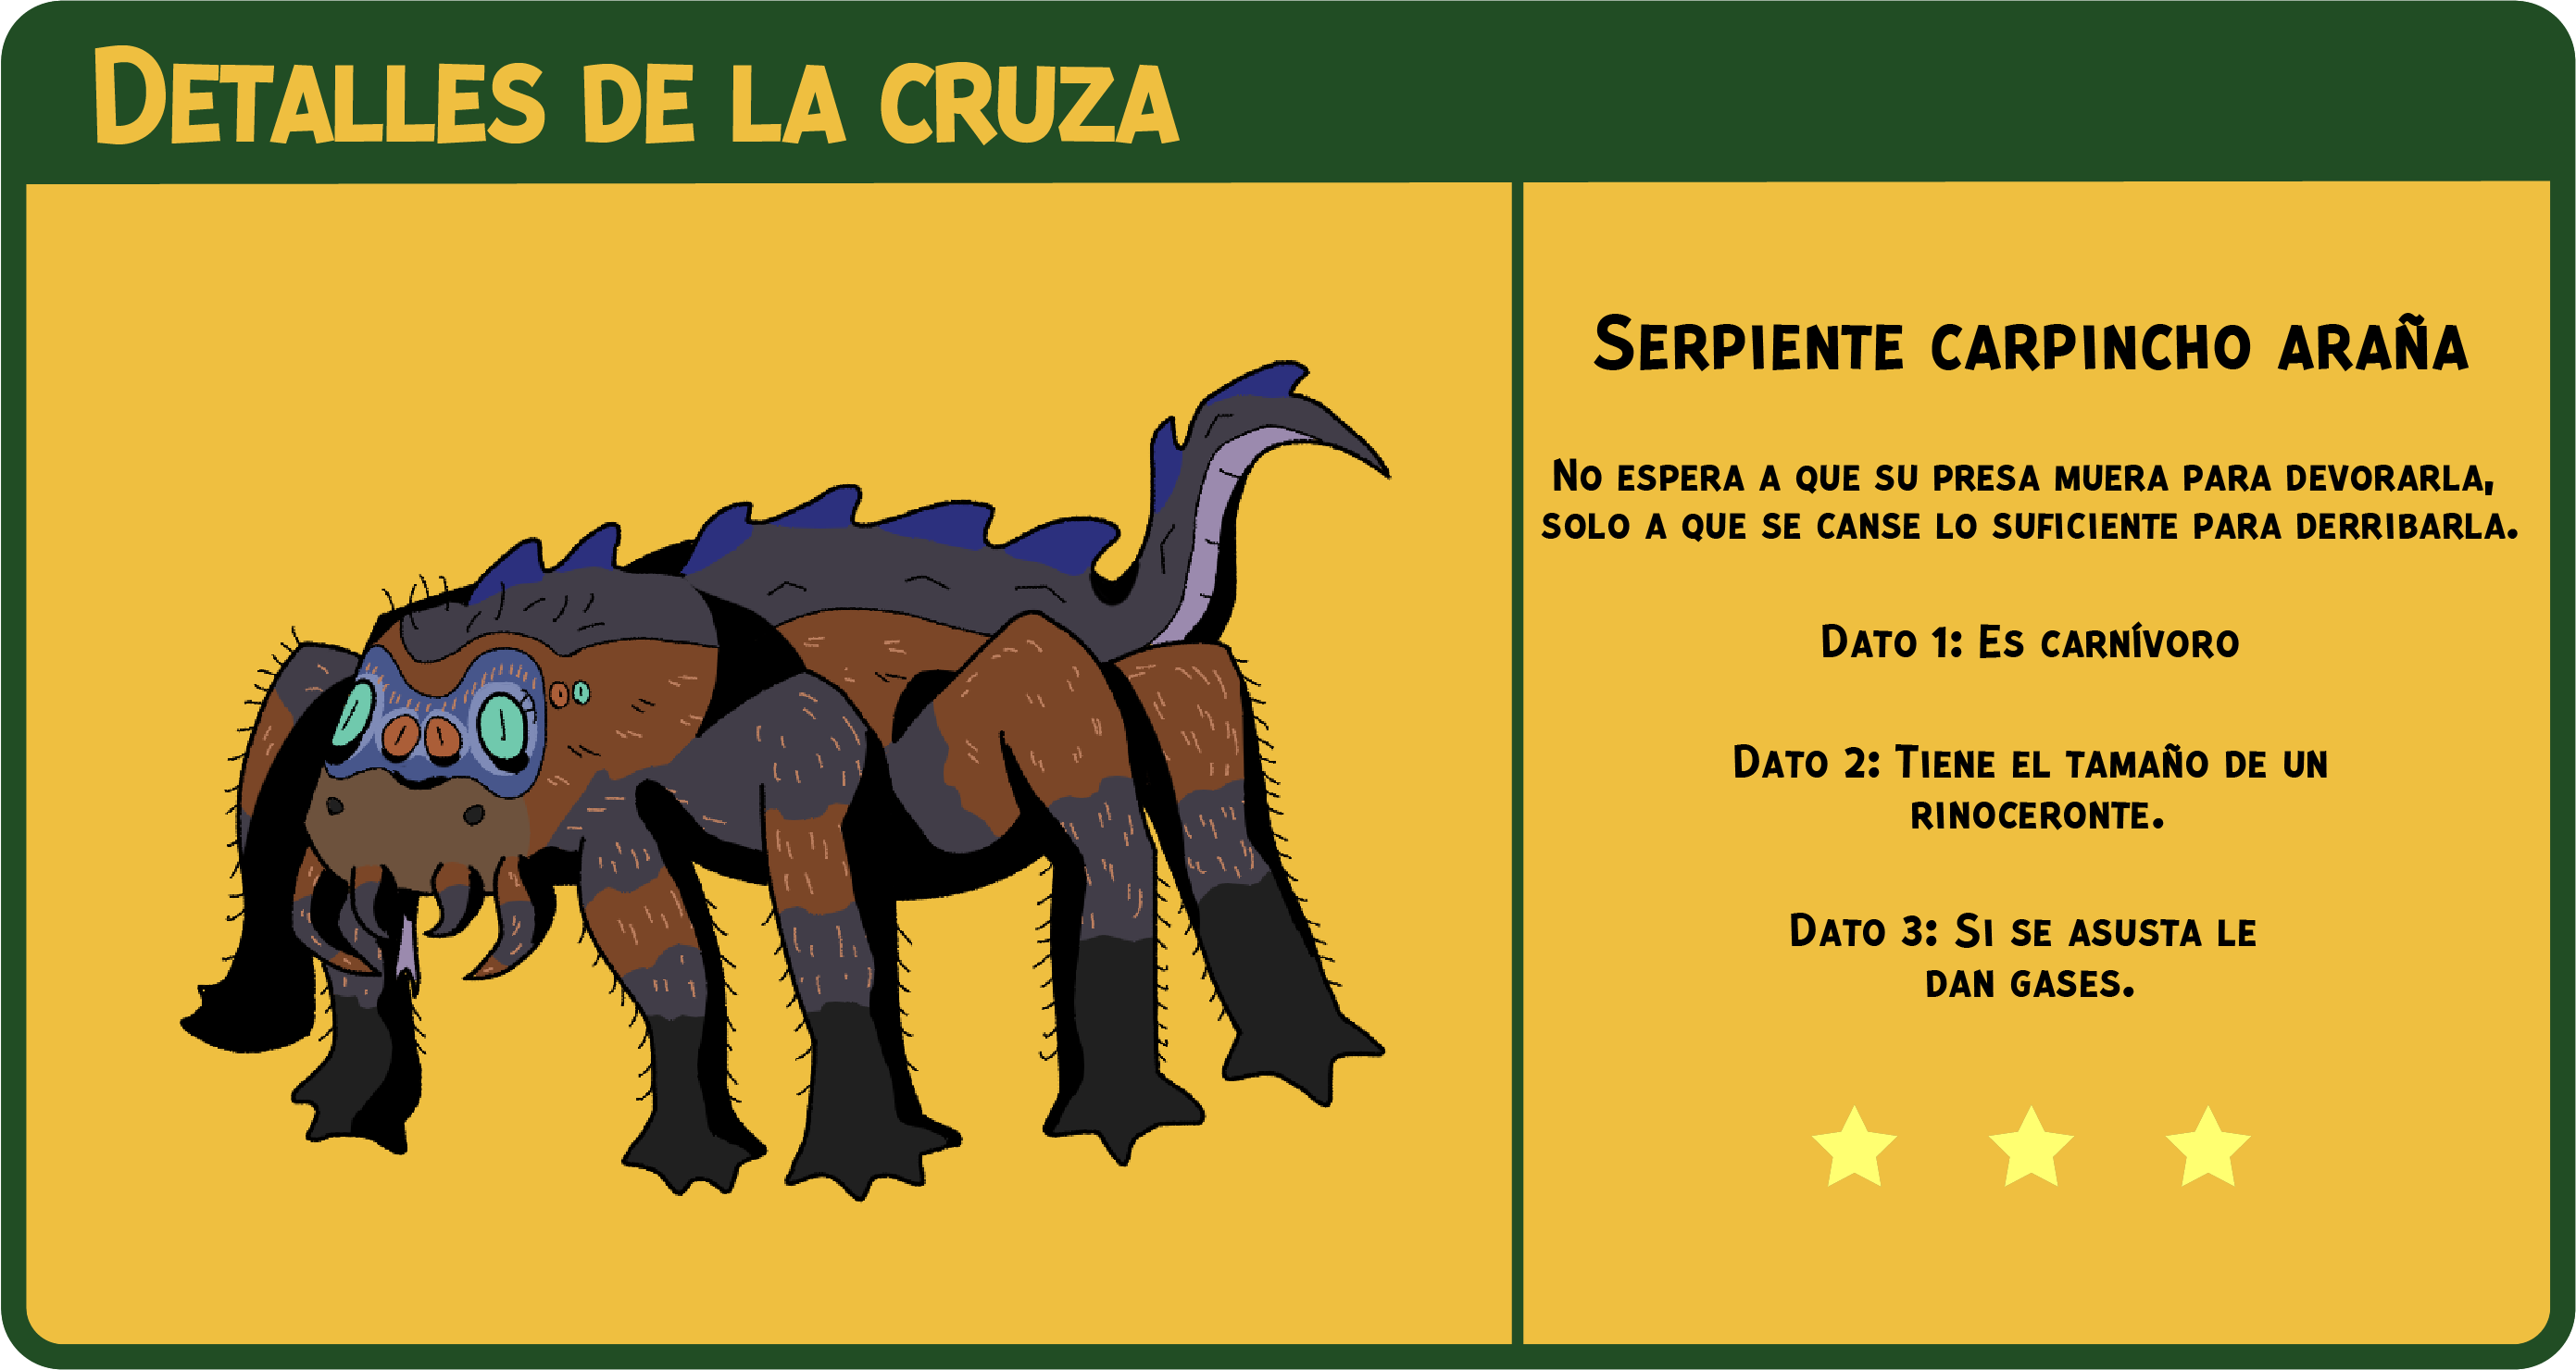 Detalles de la cruza
Serpiente carpincho araña
No espera a que su presa muera para devorarla,
solo a que se canse lo suficiente para derribarla.
Dato 1: Es carnívoro
Dato 2: Tiene el tamaño de un
rinoceronte.
Dato 3: Si se asusta le
dan gases.